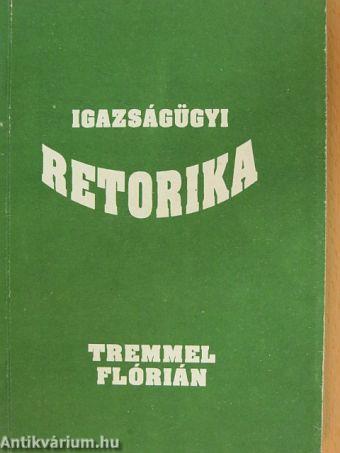 IGAZSÁGÜGYI
RETORIKA
TREMMEL
FLÓRIÁN
Antikvárium.hu